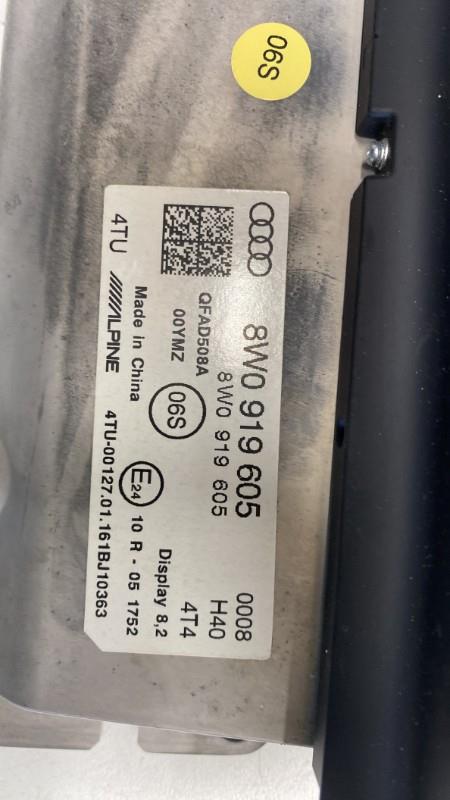 06S
8W0 919 605
0008
8W0 919 605
H40
QFAD508A
4T4
00YMZ
06S
Display 8,2
Made in China
E24
10 R - 05 1752
4TU
ALPINE
4TU-00127.01.161BJ10363